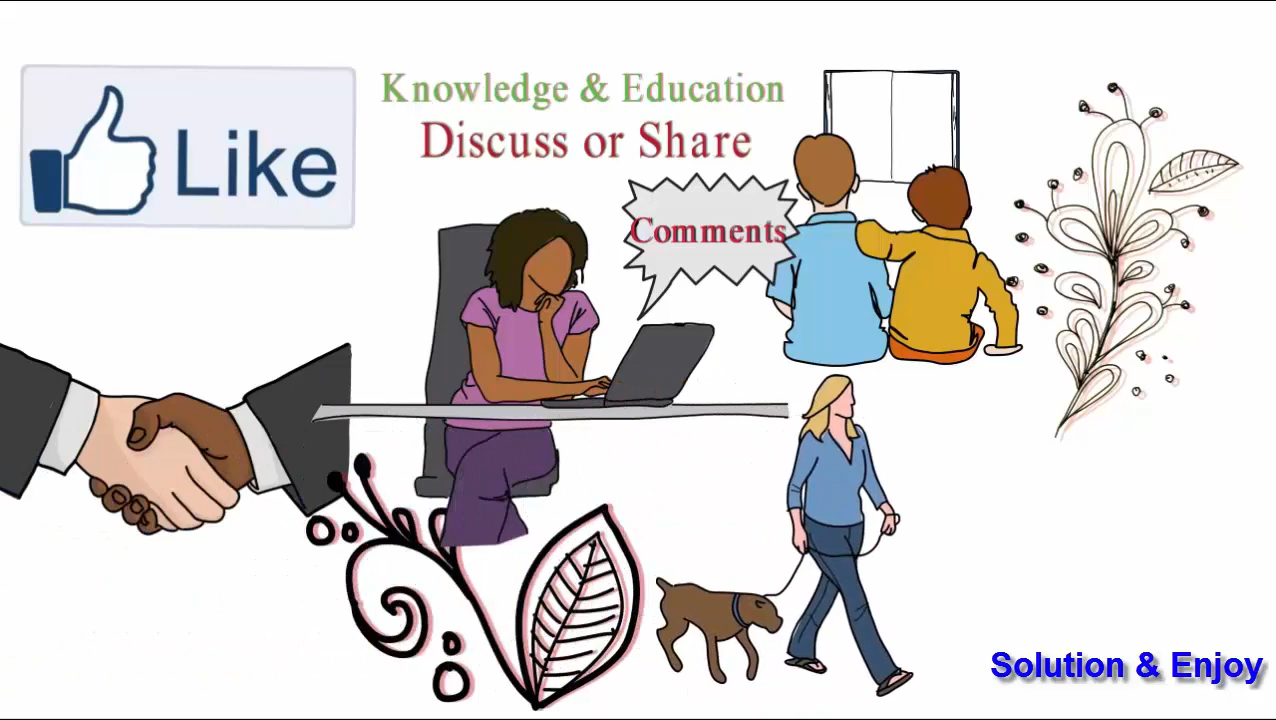 Like
Knowledge & Education
Discuss or Share
Comments
Solution & Enjoy